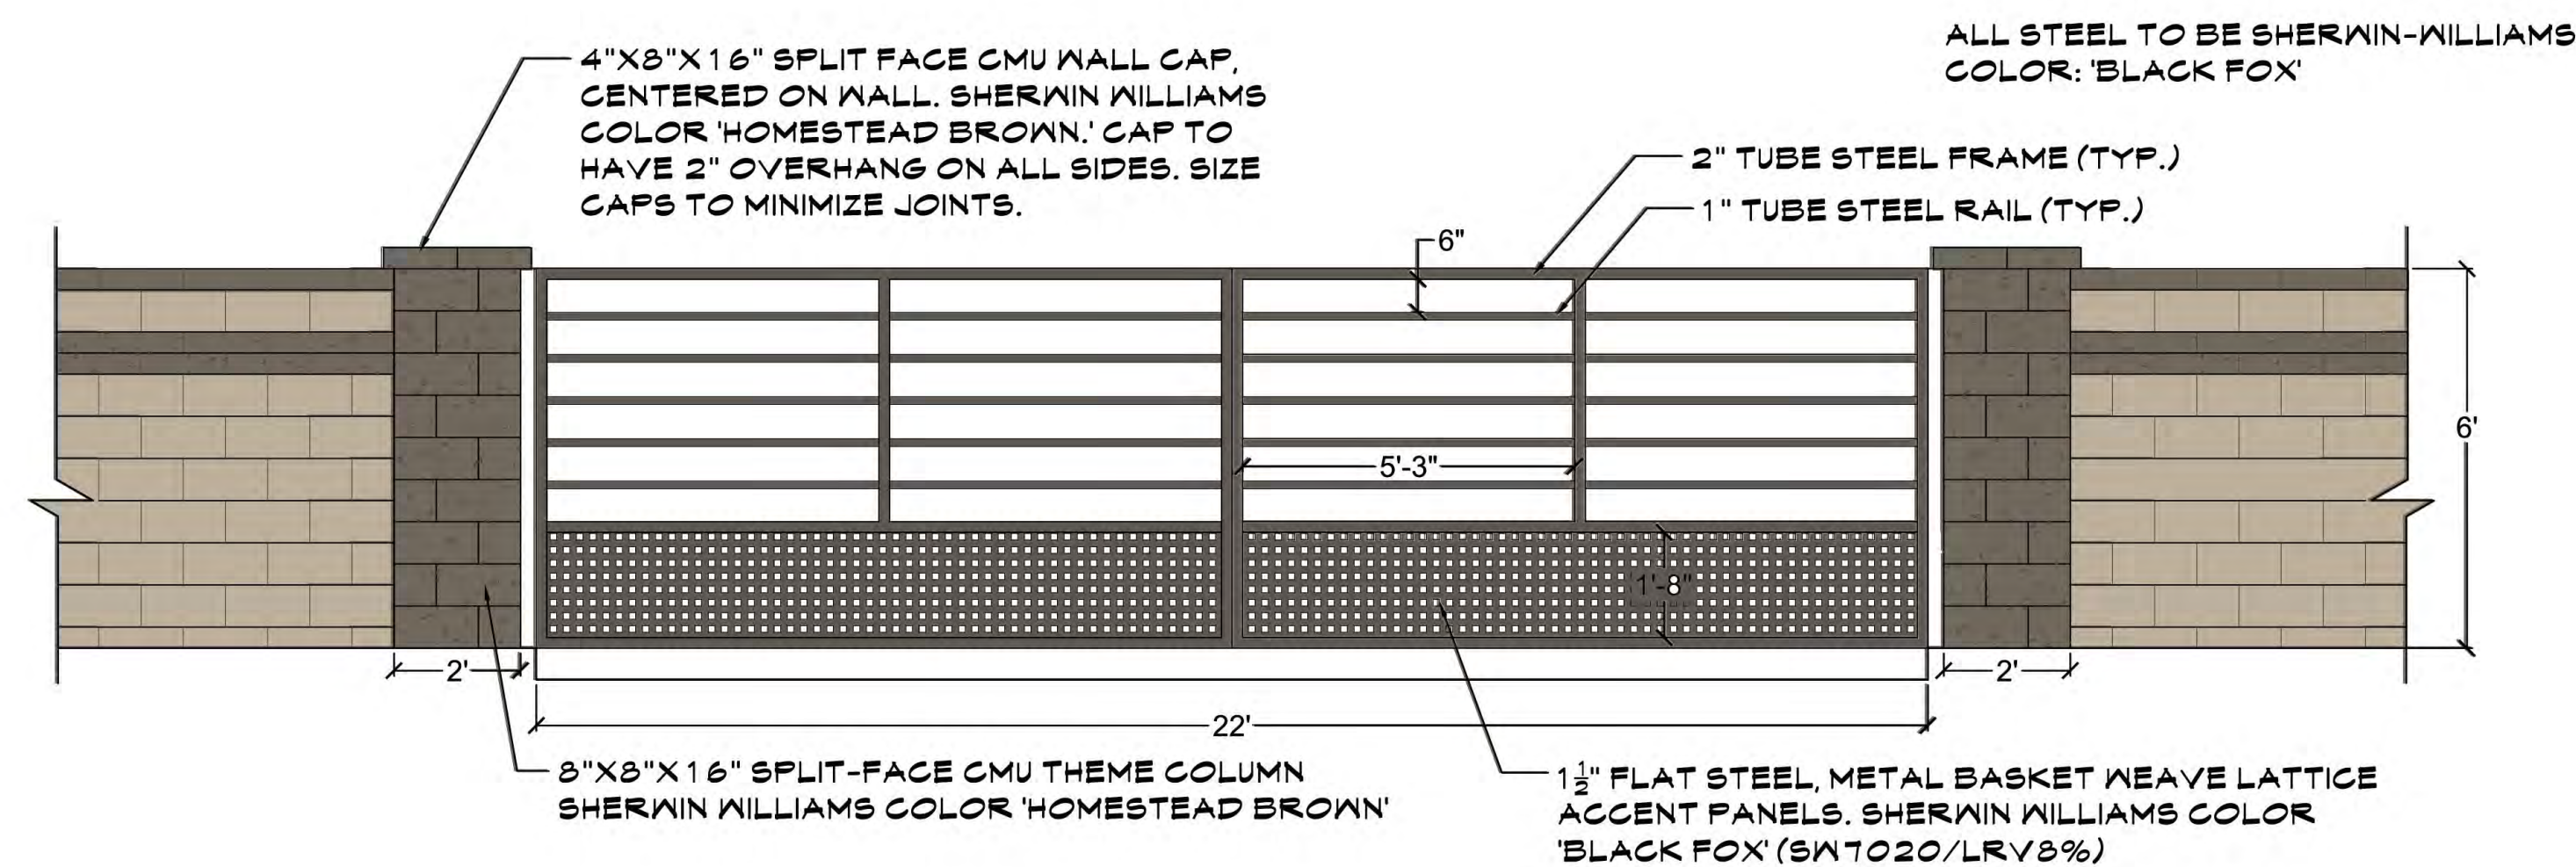 ALL STEEL TO BE SHERWIN-WILLIAMS
COLOR: 'BLACK FOX'
4"X8"X16" SPLIT FACE CMU WALL CAP,
CENTERED ON WALL. SHERWIN WILLIAMS
COLOR 'HOMESTEAD BROWN.' CAP TO
HAVE 2" OVERHANG ON ALL SIDES. SIZE
CAPS TO MINIMIZE JOINTS.
2" TUBE STEEL FRAME (TYP.)
1" TUBE STEEL RAIL (TYP.)
6"
6'
5'-3"
1'-8"
2'
2'
22'
8"X8"X16" SPLIT-FACE CMU THEME COLUMN
SHERWIN WILLIAMS COLOR 'HOMESTEAD BROWN'
1½" FLAT STEEL, METAL BASKET WEAVE LATTICE
ACCENT PANELS. SHERWIN WILLIAMS COLOR
'BLACK FOX' (SW7020/LRV8%)